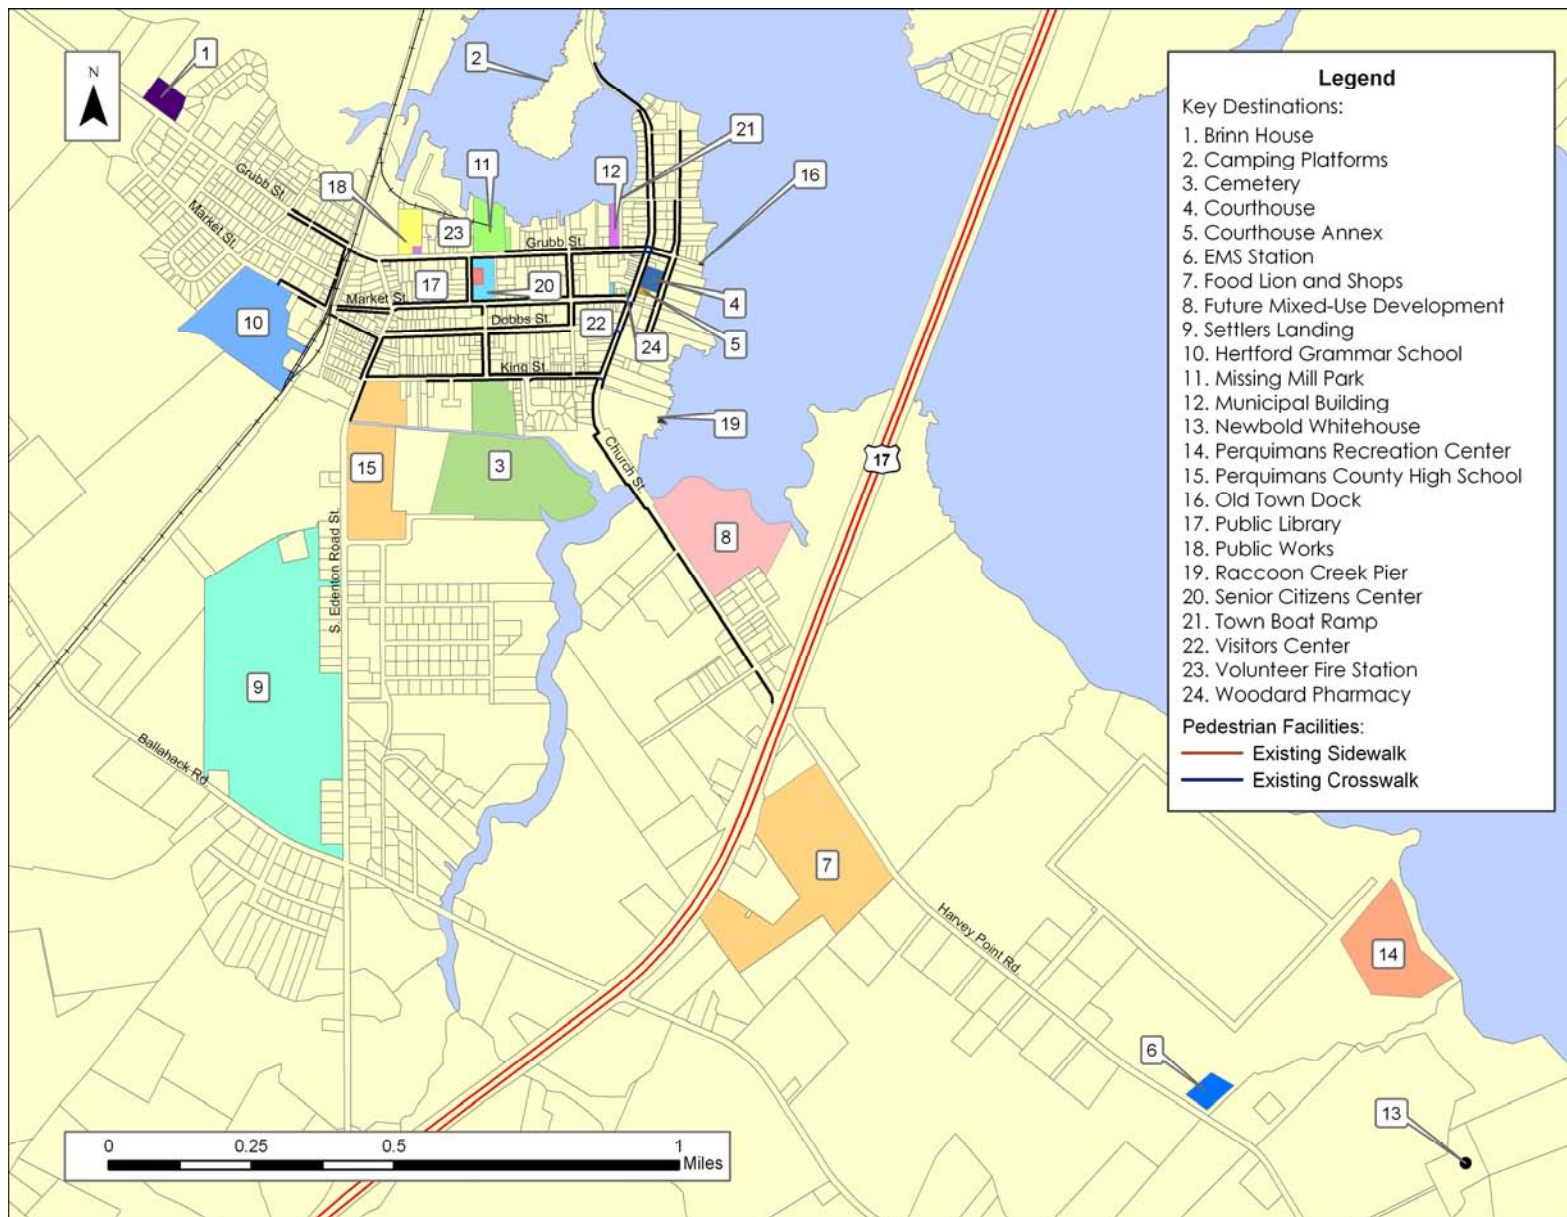 N
1
2
21
11
12
16
18
Grubb St.
Market St.
23
Grubb St.
17
20
4
Market St.
10
Dobbs St.
22
24
5
King St.
19
Church St.
17
15
3
8
S. Edenton Road St.
9
Ballahack Rd.
7
Harvey Point Rd.
14
6
13
0 0.25 0.5 1
Miles
Legend
Key Destinations:
1. Brinn House
2. Camping Platforms
3. Cemetery
4. Courthouse
5. Courthouse Annex
6. EMS Station
7. Food Lion and Shops
8. Future Mixed-Use Development
9. Settlers Landing
10. Hertford Grammar School
11. Missing Mill Park
12. Municipal Building
13. Newbold Whitehouse
14. Perquimans Recreation Center
15. Perquimans County High School
16. Old Town Dock
17. Public Library
18. Public Works
19. Raccoon Creek Pier
20. Senior Citizens Center
21. Town Boat Ramp
22. Visitors Center
23. Volunteer Fire Station
24. Woodard Pharmacy
Pedestrian Facilities:
Existing Sidewalk
Existing Crosswalk